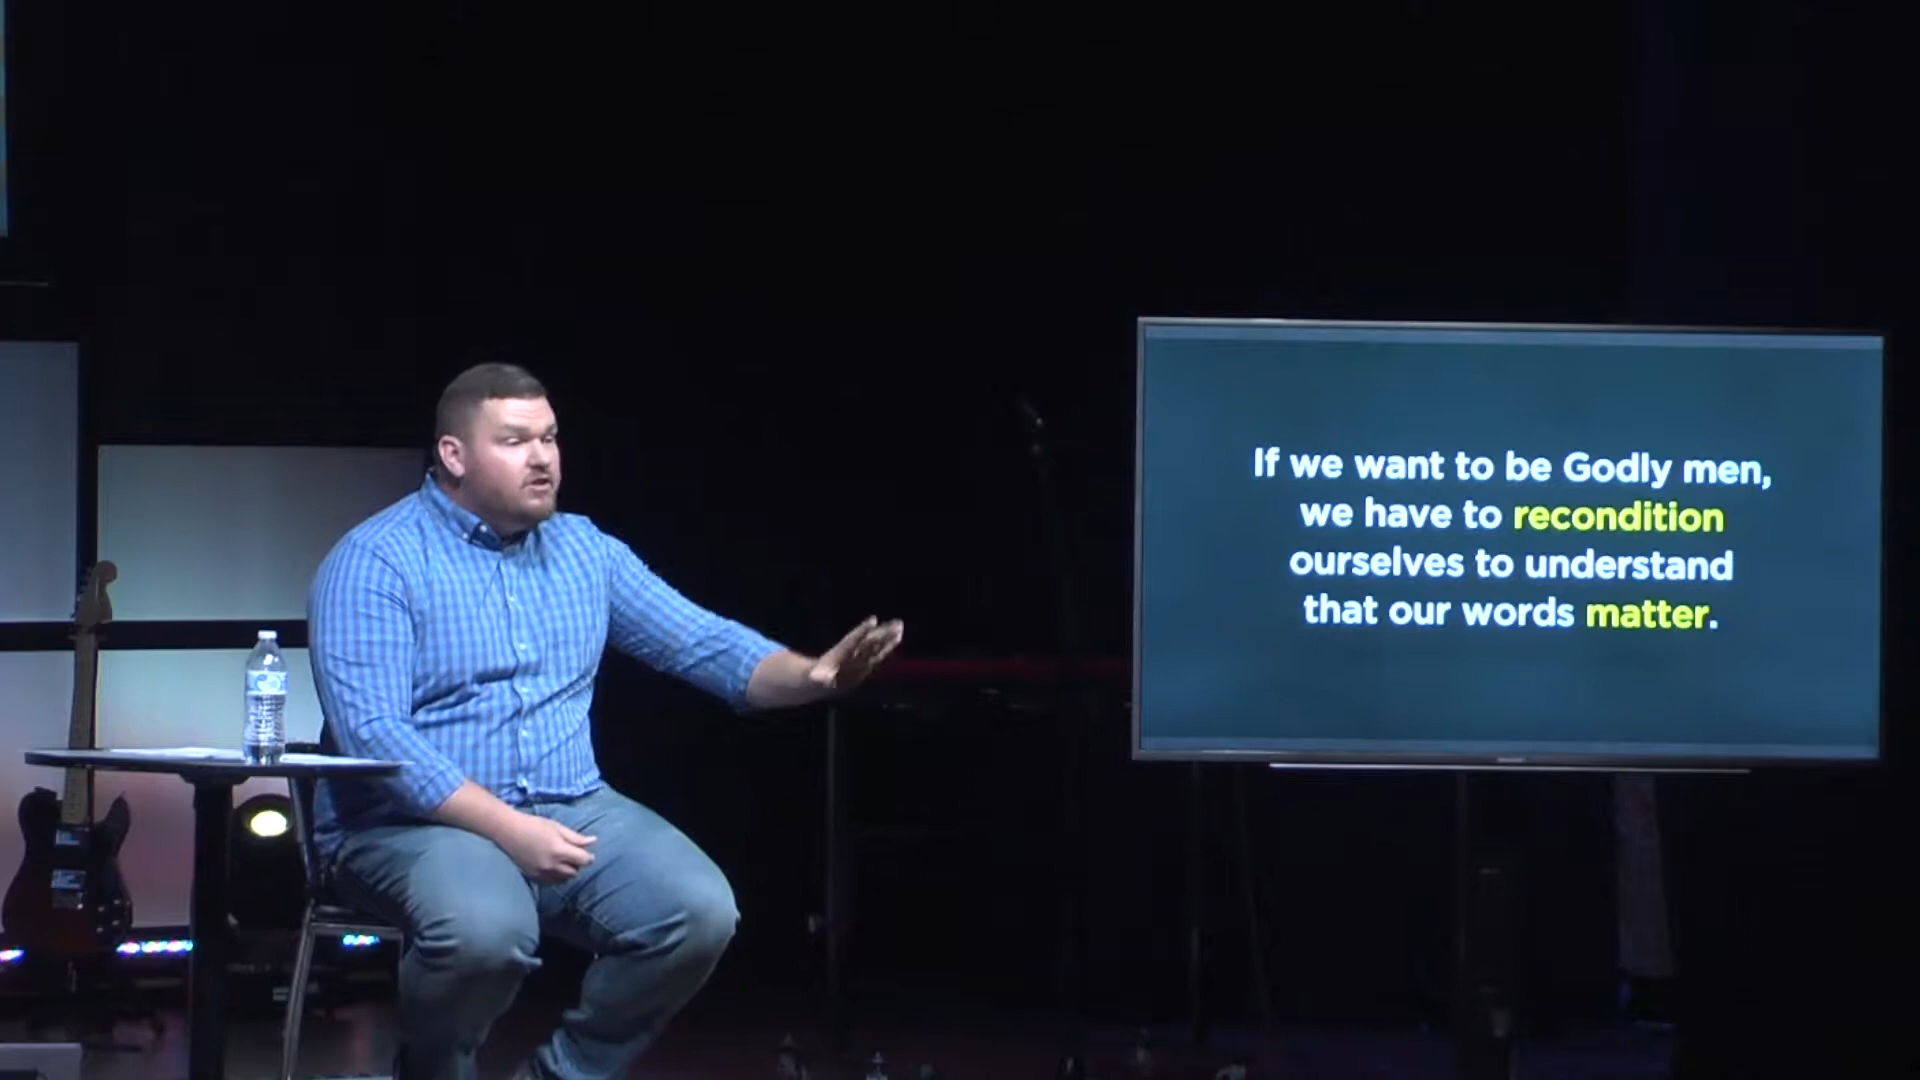 If we want to be Godly men,
we have to recondition
ourselves to understand
that our words matter.